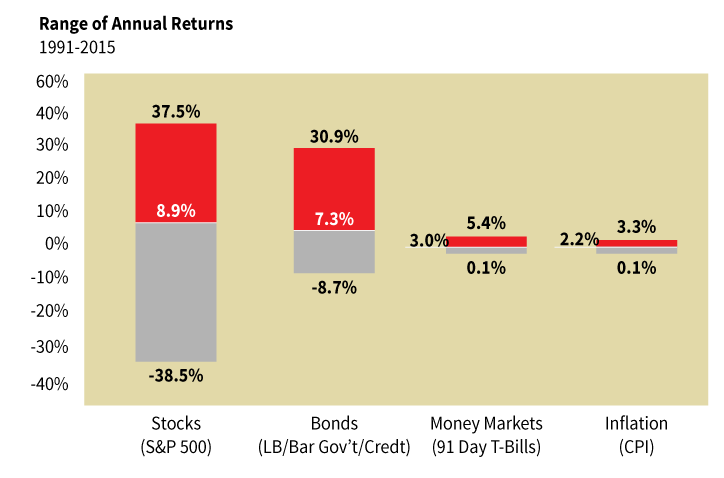 Range of Annual Returns
1991-2015
60%
40%
30%
20%
10%
0%
-10%
-20%
-30%
-40%
37.5%
8.9%
-38.5%
30.9%
7.3%
-8.7%
5.4%
3.0%
0.1%
3.3%
2.2%
0.1%
Stocks
(S&P 500)
Bonds
(LB/Bar Gov't/Credt)
Money Markets
(91 Day T-Bills)
Inflation
(CPI)